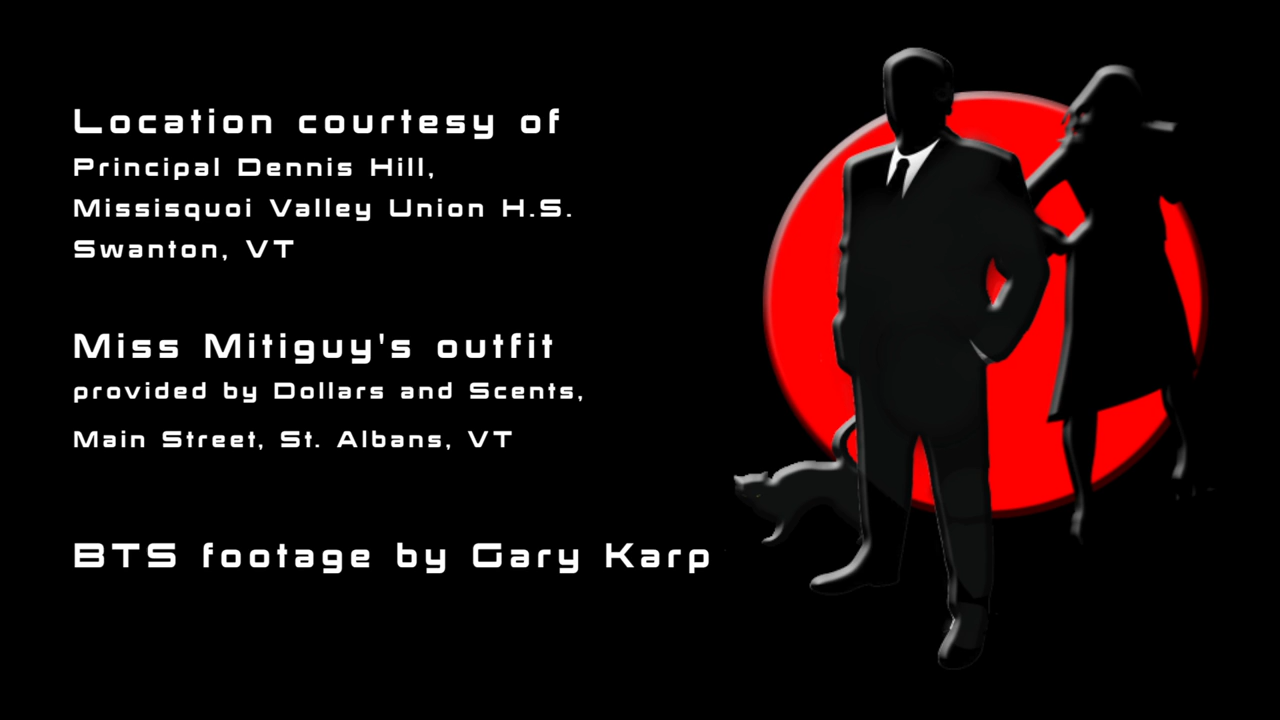 Location courtesy of
Principal Dennis Hill,
Missisquoi Valley Union H.S.
Swanton, VT
Miss Mitiguy's outfit
provided by Dollars and Scents,
Main Street, St. Albans, VT
BTS footage by Gary Karp